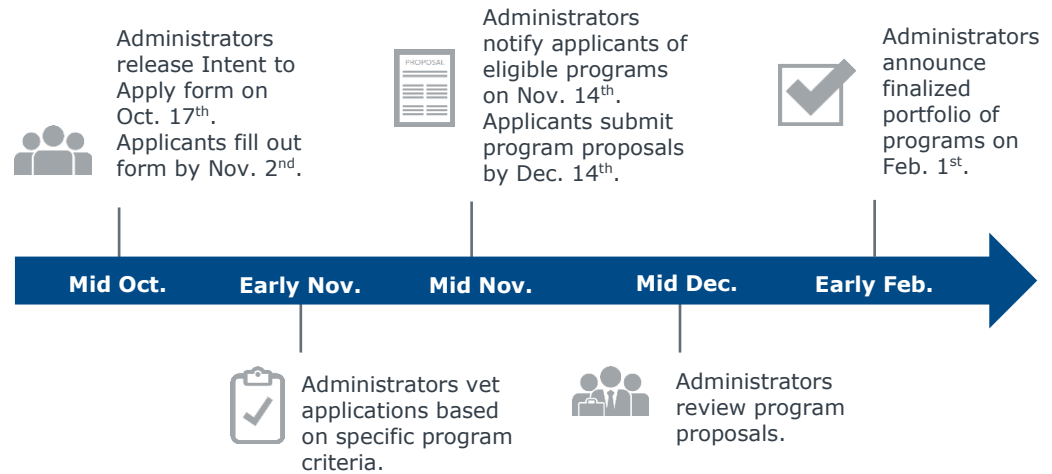 Administrators
release Intent to
Apply form on
Oct. 17th.
Applicants fill out
form by Nov. 2nd.
PROPOSAL
Administrators
notify applicants of
eligible programs
on Nov. 14th.
Applicants submit
program proposals
by Dec. 14th.
Administrators
announce
finalized
portfolio of
programs on
Feb. 1st.
Mid Oct.
Early Nov.
Mid Nov.
Mid Dec.
Early Feb.
Administrators vet
applications based
on specific program
criteria.
Administrators
review program
proposals.